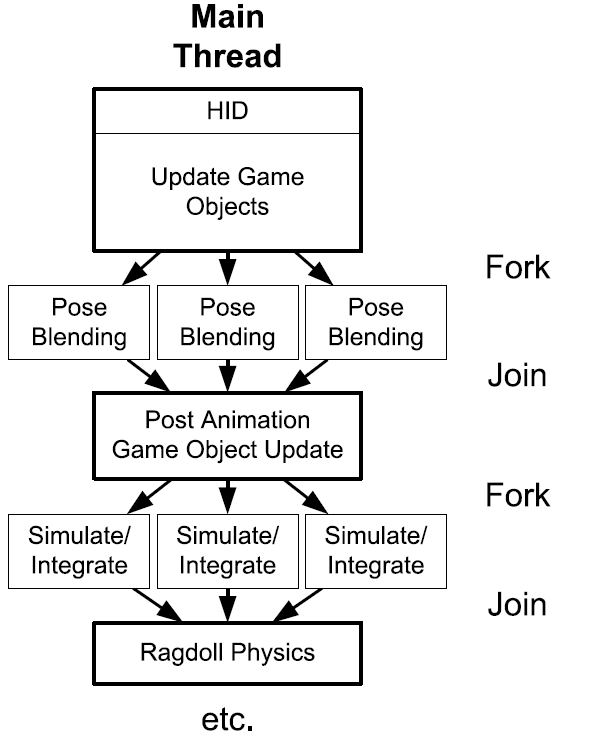 Main
Thread
HID
Update Game
Objects
Fork
Pose
Blending
Pose
Blending
Pose
Blending
Join
Post Animation
Game Object Update
Fork
Simulate/
Integrate
Simulate/
Integrate
Simulate/
Integrate
Join
Ragdoll Physics
etc.